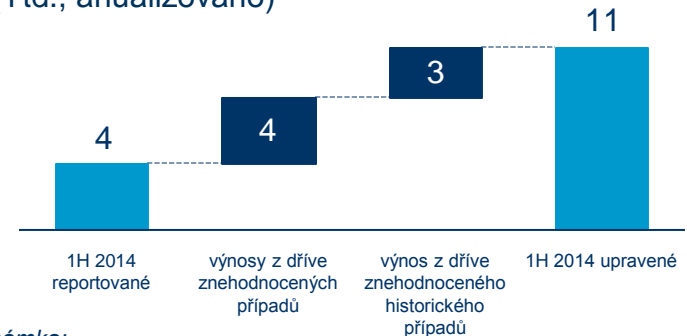 anualizováno)
11
3
4
4
1H 2014
reportované
výnosy z dříve
znehodnocených
případů
výnos z dříve
znehodnoceného
historického
případů
1H 2014 upravené